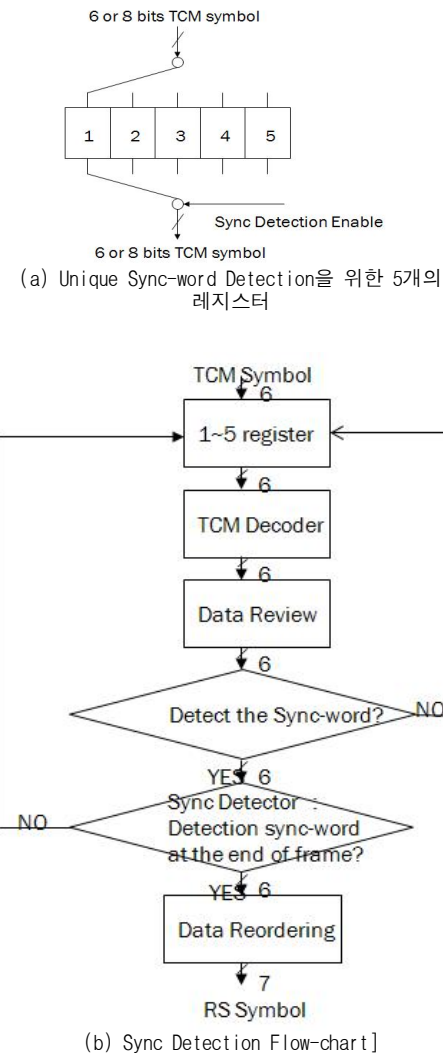 6 or 8 bits TCM symbol
1 2 3 4 5
Sync Detection Enable
6 or 8 bits TCM symbol
(a) Unique Sync-word Detection을 위한 5개의
레지스터
TCM Symbol
6
1~5 register
6
TCM Decoder
6
Data Review
6
Detect the Sync-word?
NO
YES 6
Sync Detector :
Detection sync-word
at the end of frame?
NO
YES 6
Data Reordering
7
RS Symbol
(b) Sync Detection Flow-chart]